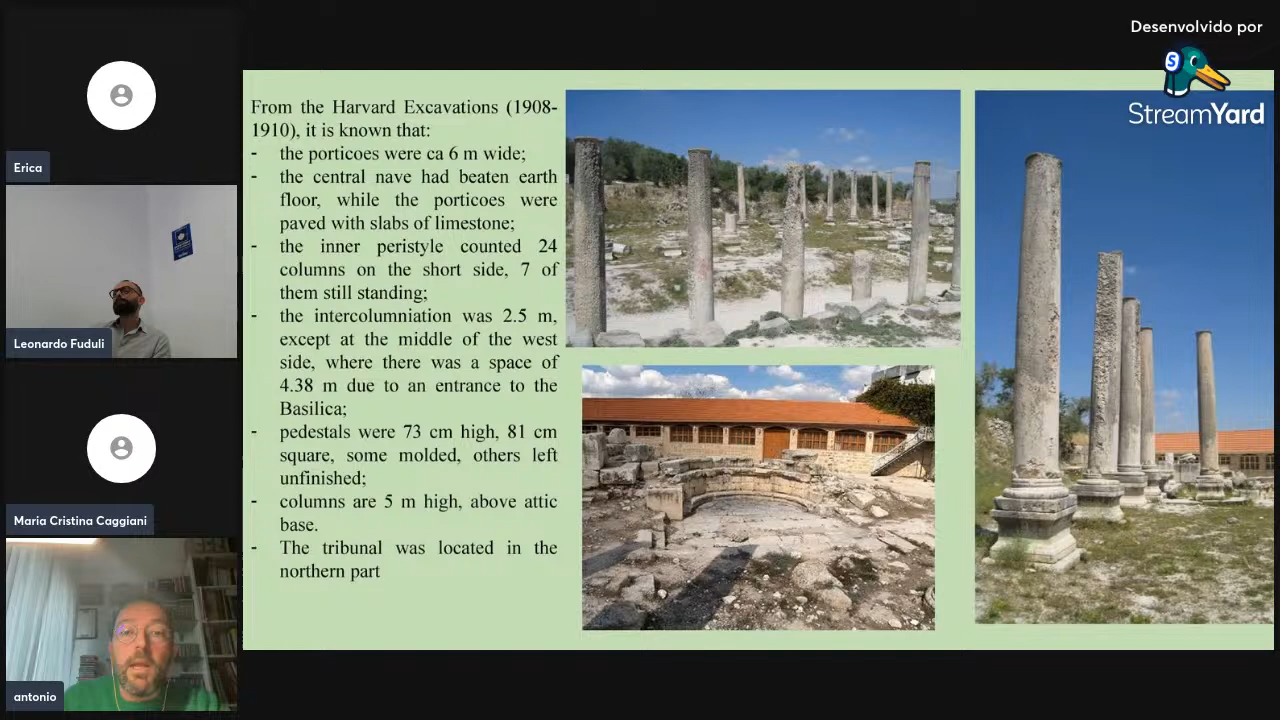 Desenvolvido por
StreamYard
Erica
Leonardo Fuduli
Maria Cristina Caggiani
antonio
From the Harvard Excavations (1908-
1910), it is known that:
- the porticoes were ca 6 m wide;
- the central nave had beaten earth
floor, while the porticoes were
paved with slabs of limestone;
- the inner peristyle counted 24
columns on the short side, 7 of
them still standing;
- the intercolumniation was 2.5 m,
except at the middle of the west
side, where there was a space of
4.38 m due to an entrance to the
Basilica;
- pedestals were 73 cm high, 81 cm
square, some molded, others left
unfinished;
- columns are 5 m high, above attic
base.
- The tribunal was located in the
northern part